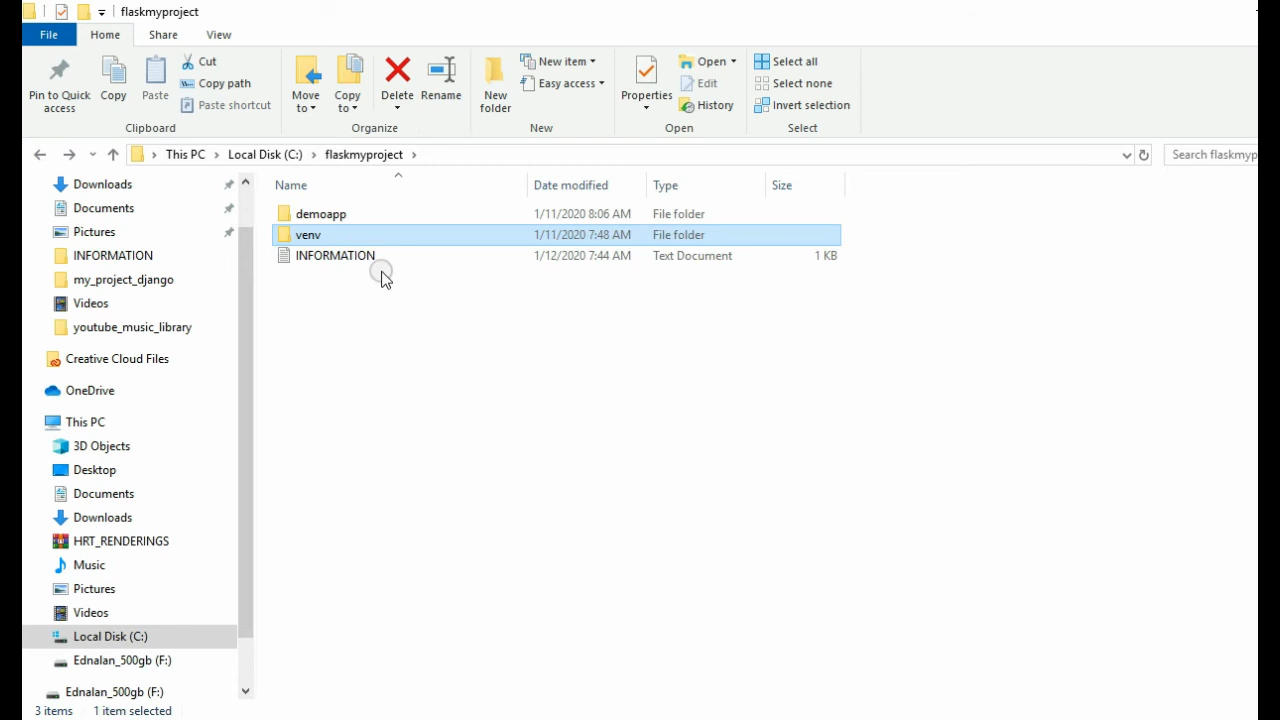 flaskmyproject
File Home Share View
Pin to Quick access
Copy
Paste
Cut
Copy path
Paste shortcut
Clipboard
Move to
Copy to
Delete
Rename
Organize
New folder
New item
Easy access
New
Properties
Open
Edit
History
Open
Select all
Select none
Invert selection
Select
This PC > Local Disk (C:) > flaskmyproject >
Search flaskmyp
Downloads
Documents
Pictures
INFORMATION
my_project_django
Videos
youtube_music_library
Creative Cloud Files
OneDrive
This PC
3D Objects
Desktop
Documents
Downloads
HRT_RENDERINGS
Music
Pictures
Videos
Local Disk (C:)
Ednalan_500gb (F:)
Ednalan_500gb (F:)
Name Date modified Type Size
demoapp 1/11/2020 8:06 AM File folder
venv 1/11/2020 7:48 AM File folder
INFORMATION 1/12/2020 7:44 AM Text Document 1 KB
3 items 1 item selected